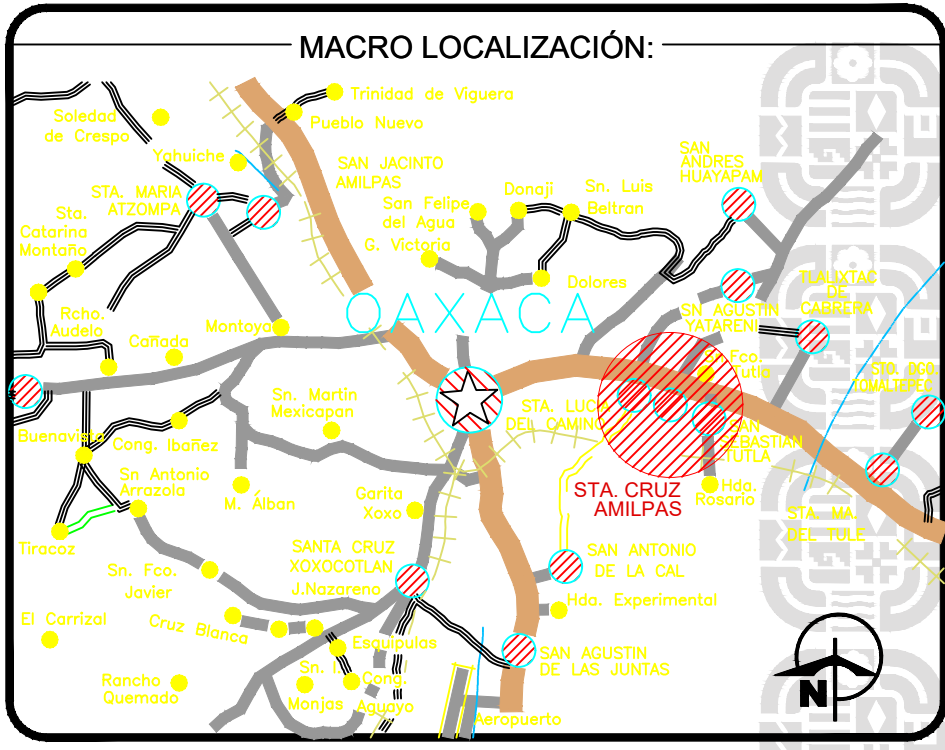 MACRO LOCALIZACIÓN:
Trinidad de Viguera
Pueblo Nuevo
Soledad
de Crespo
Yahuiche
SAN JACINTO
AMILPAS
SAN
ANDRES
HUAYAPAM
STA. MARIA
ATZOMPA
Donaji
Sn. Luis
Beltran
San Felipe
del Agua
Sta.
Catarina
Montaña
G. Victoria
Dolores
TLALIXTAC
DE
CABRERA
Rcho.
Audelo
Montoya
OAXACA
SN AGUSTIN
YATARENI
Cañada
Sn. Fco.
Tutla
STO. DGO.
TOMALTEPEC
Sn. Martin
Mexicapan
STA. LUCIA
DEL CAMINO
SAN
SEBASTIAN
TUTLA
Buenavista
Cong. Ibañez
Sn Antonio
Arrazola
M. Álban
Garita
Xoxo
STA. CRUZ
AMILPAS
Hda.
Rosario
STA. MA.
DEL TULE
Tiracoz
SANTA CRUZ
XOXOCOTLAN
J.Nazareno
SAN ANTONIO
DE LA CAL
Sn. Fco.
Javier
Hda. Experimental
El Carrizal
Cruz Blanca
Esquipulas
SAN AGUSTIN
DE LAS JUNTAS
Rancho
Quemado
Sn.
Monjas
Cong.
Aguayo
Aeropuerto
N